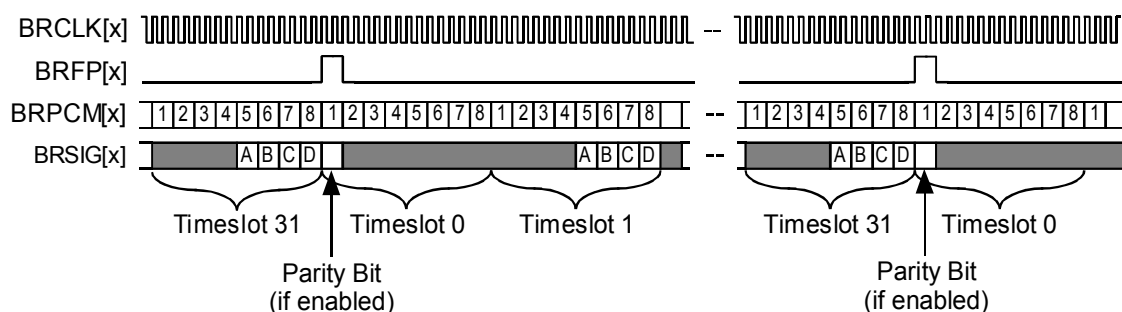 BRCLK[x] --
BRFP[x]
BRPCM[x] 1 2 3 4 5 6 7 8 1 2 3 4 5 6 7 8 1 2 3 4 5 6 7 8 -- 1 2 3 4 5 6 7 8 1 2 3 4 5 6 7 8 1
BRSIG[x] A B C D A B C D -- A B C D
Timeslot 31 Timeslot 0 Timeslot 1 Timeslot 31 Timeslot 0
Parity Bit Parity Bit
(if enabled) (if enabled)